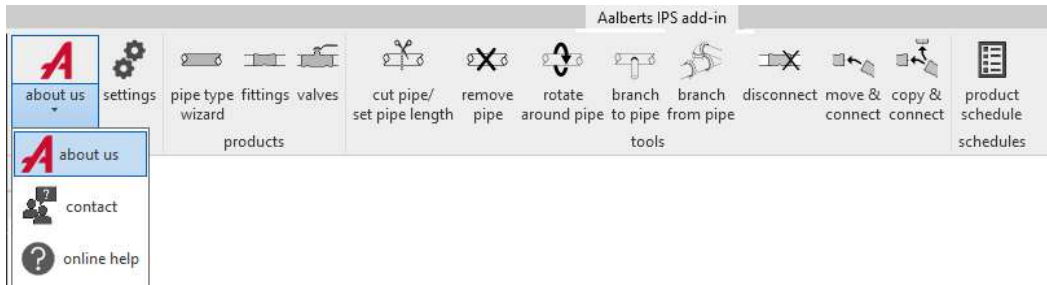 Aalberts IPS add-in
about us settings pipe type fittings valves cut pipe/ remove rotate branch branch disconnect move & copy & product
wizard set pipe length pipe around pipe to pipe from pipe connect connect schedule
products tools schedules
about us
?
contact
?
online help